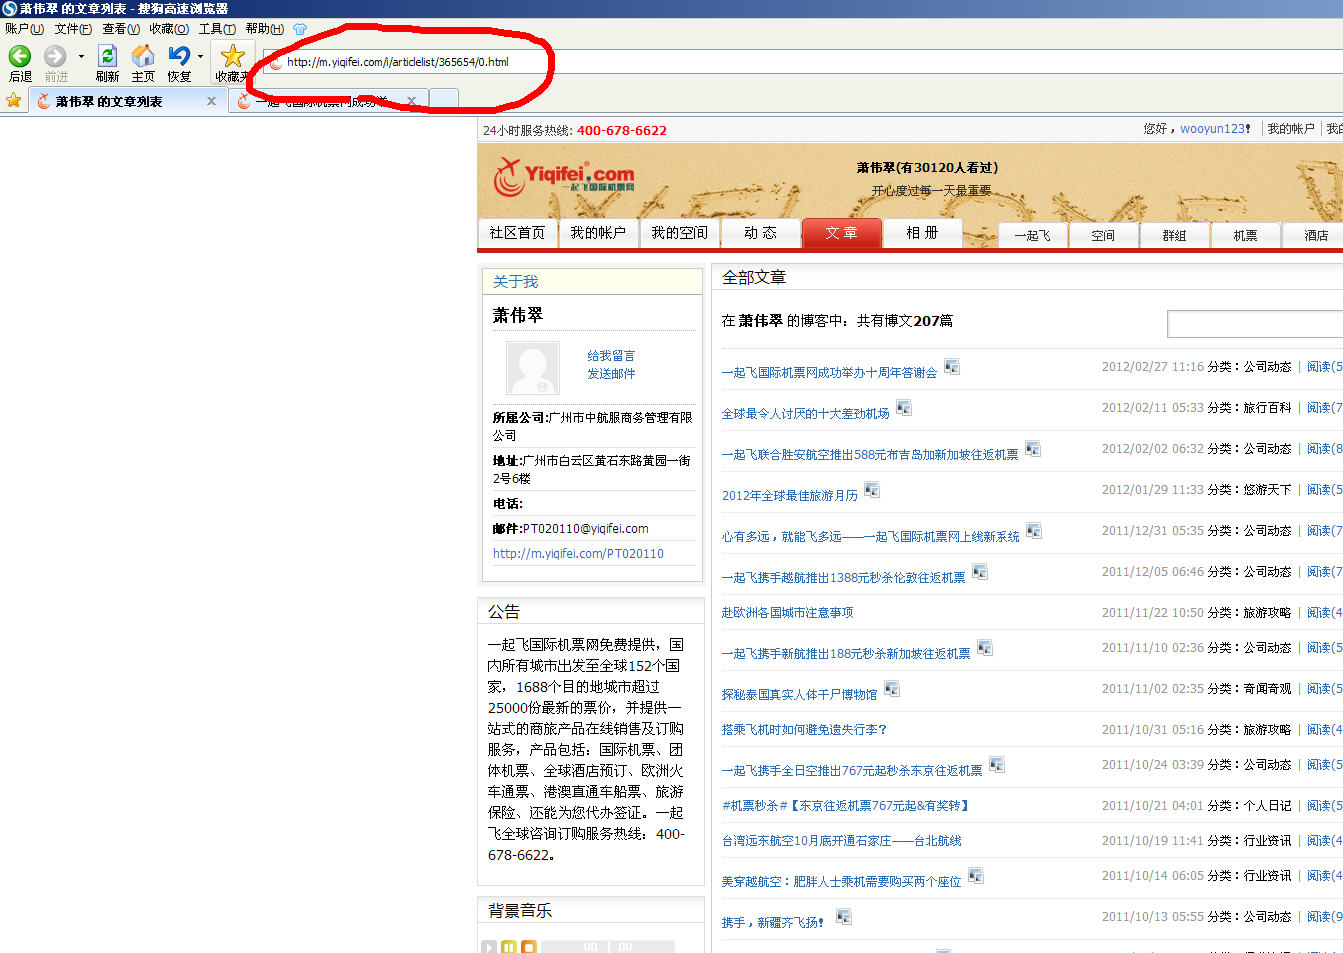 萧伟翠 的文章列表 - 搜狗高速浏览器
账户(U) 文件(F) 查看(V) 收藏(O) 工具(T) 帮助(H)
后退 前进 刷新 主页 恢复 收藏夹
http://m.yiqifei.com/i/articlelist/365654/0.html
萧伟翠 的文章列表 x 一起飞国际机票网成功举 x
24小时服务热线: 400-678-6622
您好，wooyun123! 我的帐户
Yiqifei.com
一起飞国际机票网
萧伟翠(有30120人看过)
开心度过每一天最重要
社区首页 我的帐户 我的空间 动 态 文 章 相 册 一起飞 空间 群组 机票 酒店
关于我
萧伟翠
给我留言
发送邮件
所属公司:广州市中航服商务管理有限
公司
地址:广州市白云区黄石东路黄园一街
2号6楼
电话:
邮件:PT020110@yiqifei.com
http://m.yiqifei.com/PT020110
公告
一起飞国际机票网免费提供，国
内所有城市出发至全球152个国
家，1688个目的地城市超过
25000份最新的票价，并提供一
站式的商旅产品在线销售及订购
服务，产品包括：国际机票、团
体机票、全球酒店预订、欧洲火
车通票、港澳直通车船票、旅游
保险、还能为您代办签证。一起
飞全球咨询订购服务热线：400-
678-6622。
背景音乐
00 00
全部文章
在 萧伟翠 的博客中：共有博文207篇
一起飞国际机票网成功举办十周年答谢会 2012/02/27 11:16 分类：公司动态 | 阅读(5
全球最令人讨厌的十大差劲机场 2012/02/11 05:33 分类：旅行百科 | 阅读(7
一起飞联合胜安航空推出588元布吉岛加新加坡往返机票 2012/02/02 06:32 分类：公司动态 | 阅读(8
2012年全球最佳旅游月历 2012/01/29 11:33 分类：悠游天下 | 阅读(5
心有多远，就能飞多远——一起飞国际机票网上线新系统 2011/12/31 05:35 分类：公司动态 | 阅读(7
一起飞携手越航推出1388元秒杀伦敦往返机票 2011/12/05 06:46 分类：公司动态 | 阅读(7
赴欧洲各国城市注意事项 2011/11/22 10:50 分类：旅游攻略 | 阅读(4
一起飞携手新航推出188元秒杀新加坡往返机票 2011/11/10 02:36 分类：公司动态 | 阅读(5
探秘泰国真实人体干尸博物馆 2011/11/02 02:35 分类：奇闻奇观 | 阅读(5
搭乘飞机时如何避免遗失行李？ 2011/10/31 05:16 分类：旅游攻略 | 阅读(4
一起飞携手全日空推出767元起秒杀东京往返机票 2011/10/24 03:39 分类：公司动态 | 阅读(5
#机票秒杀#【东京往返机票767元起&有奖转】 2011/10/21 04:01 分类：个人日记 | 阅读(5
台湾远东航空10月底开通石家庄——台北航线 2011/10/19 11:41 分类：行业资讯 | 阅读(4
美穿越航空：肥胖人士乘机需要购买两个座位 2011/10/14 06:05 分类：行业资讯 | 阅读(4
携手，新疆齐飞扬! 2011/10/13 05:55 分类：公司动态 | 阅读(9